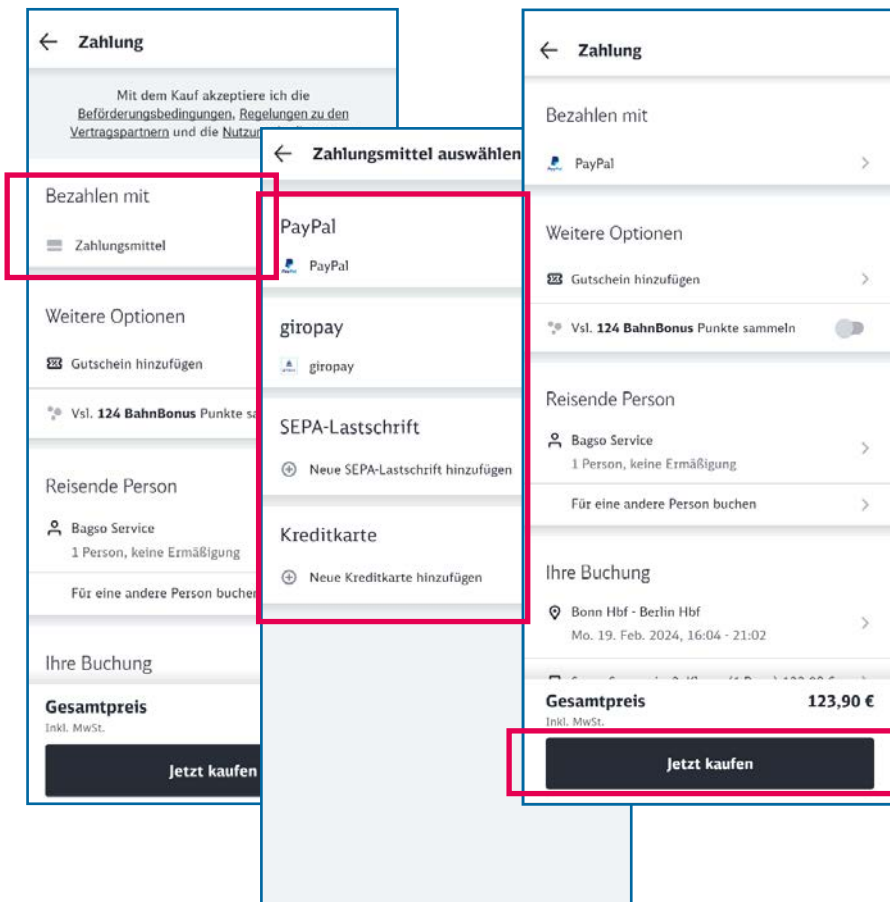 Zahlung
Mit dem Kauf akzeptiere ich die
Beförderungsbedingungen, Regelungen zu den
Vertragspartnern und die
Bezahlen mit
Zahlungsmittel
Weitere Optionen
Gutschein hinzufügen
Vsl. 124 BahnBonus Punkte
Reisende Person
Bagso Service
1 Person, keine Ermäßigung
Für eine andere Person
Ihre Buchung
Gesamtpreis
Inkl. MwSt.
Jetzt kaufen
Zahlungsmittel auswählen
PayPal
PayPal
giropay
giropay
SEPA-Lastschrift
Neue SEPA-Lastschrift hinzufügen
Kreditkarte
Neue Kreditkarte hinzufügen
Zahlung
Bezahlen mit
PayPal
Weitere Optionen
Gutschein hinzufügen
Vsl. 124 BahnBonus Punkte sammeln
Reisende Person
Bagso Service
1 Person, keine Ermäßigung
Für eine andere Person buchen
Ihre Buchung
Bonn Hbf - Berlin Hbf
Mo. 19. Feb. 2024, 16:04 - 21:02
Gesamtpreis 123,90 €
Inkl. MwSt.
Jetzt kaufen